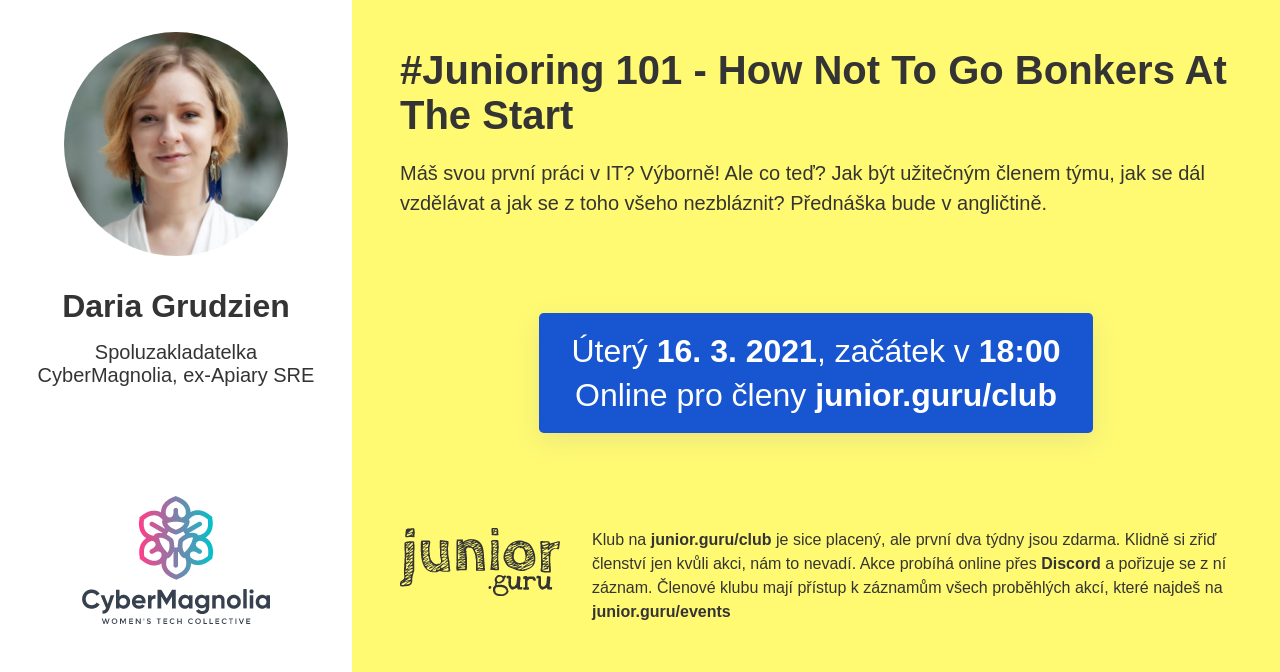 Daria Grudzien
Spoluzakladatelka
CyberMagnolia, ex-Apiary SRE
CyberMagnolia
WOMEN'S TECH COLLECTIVE
#Junioring 101 - How Not To Go Bonkers At
The Start
Máš svou první práci v IT? Výborně! Ale co teď? Jak být užitečným členem týmu, jak se dál
vzdělávat a jak se z toho všeho nezbláznit? Přednáška bude v angličtině.
Úterý 16. 3. 2021, začátek v 18:00
Online pro členy junior.guru/club
junior
.guru
Klub na junior.guru/club je sice placený, ale první dva týdny jsou zdarma. Klidně si zřiď
členství jen kvůli akci, nám to nevadí. Akce probíhá online přes Discord a pořizuje se z ní
záznam. Členové klubu mají přístup k záznamům všech proběhlých akcí, které najdeš na
junior.guru/events